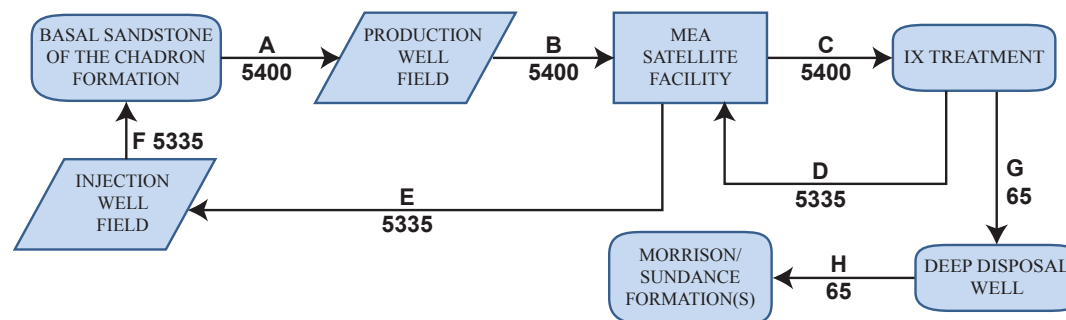 BASAL SANDSTONE
OF THE CHADRON
FORMATION
A
5400
PRODUCTION
WELL
FIELD
B
5400
MEA
SATELLITE
FACILITY
C
5400
IX TREATMENT
F 5335
INJECTION
WELL
FIELD
E
5335
D
5335
G
65
MORRISON/
SUNDANCE
FORMATION(S)
H
65
DEEP DISPOSAL
WELL